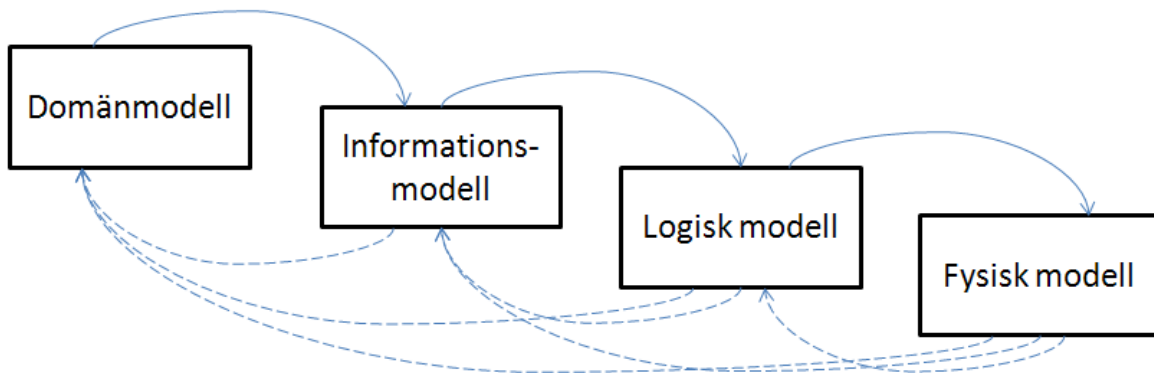 Domänmodell
Informations-
modell
Logisk modell
Fysisk modell